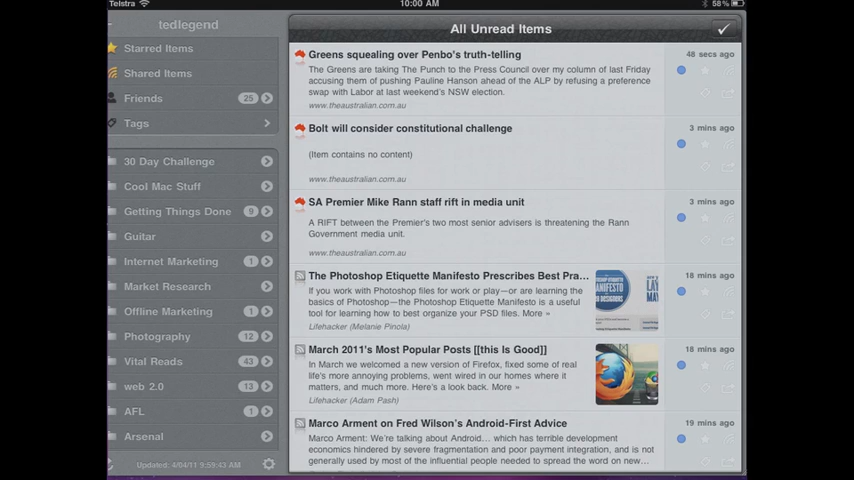 Telstra
10:00 AM
58%
tedlegend
Starred Items
Shared Items
Friends 25
Tags
30 Day Challenge
Cool Mac Stuff
Getting Things Done 9
Guitar
Internet Marketing 1
Market Research
Offline Marketing 1
Photography 12
Vital Reads 43
web 2.0 13
AFL 1
Arsenal
Updated: 4/04/11 9:59:43 AM
All Unread Items
Greens squealing over Penbo's truth-telling
48 secs ago
The Greens are taking The Punch to the Press Council over my column of last Friday
accusing them of pushing Pauline Hanson ahead of the ALP by refusing a preference
swap with Labor at last weekend's NSW election.
www.theaustralian.com.au
Bolt will consider constitutional challenge
3 mins ago
(Item contains no content)
www.theaustralian.com.au
SA Premier Mike Rann staff rift in media unit
3 mins ago
A RIFT between the Premier's two most senior advisers is threatening the Rann
Government media unit.
www.theaustralian.com.au
The Photoshop Etiquette Manifesto Prescribes Best Pra...
18 mins ago
If you work with Photoshop files for work or play—or are learning the
basics of Photoshop—the Photoshop Etiquette Manifesto is a useful
tool for learning how to best organize your PSD files. More »
Lifehacker (Melanie Pinola)
March 2011's Most Popular Posts [[this Is Good]]
18 mins ago
In March we welcomed a new version of Firefox, fixed some of real
life's more annoying problems, went wired in our homes where it
matters, and much more. Here's a look back. More »
Lifehacker (Adam Pash)
Marco Arment on Fred Wilson's Android-First Advice
19 mins ago
Marco Arment: We're talking about Android… which has terrible development
economics hindered by severe fragmentation and poor payment integration, and is not
generally used by most of the influential people needed to spread the word on new...